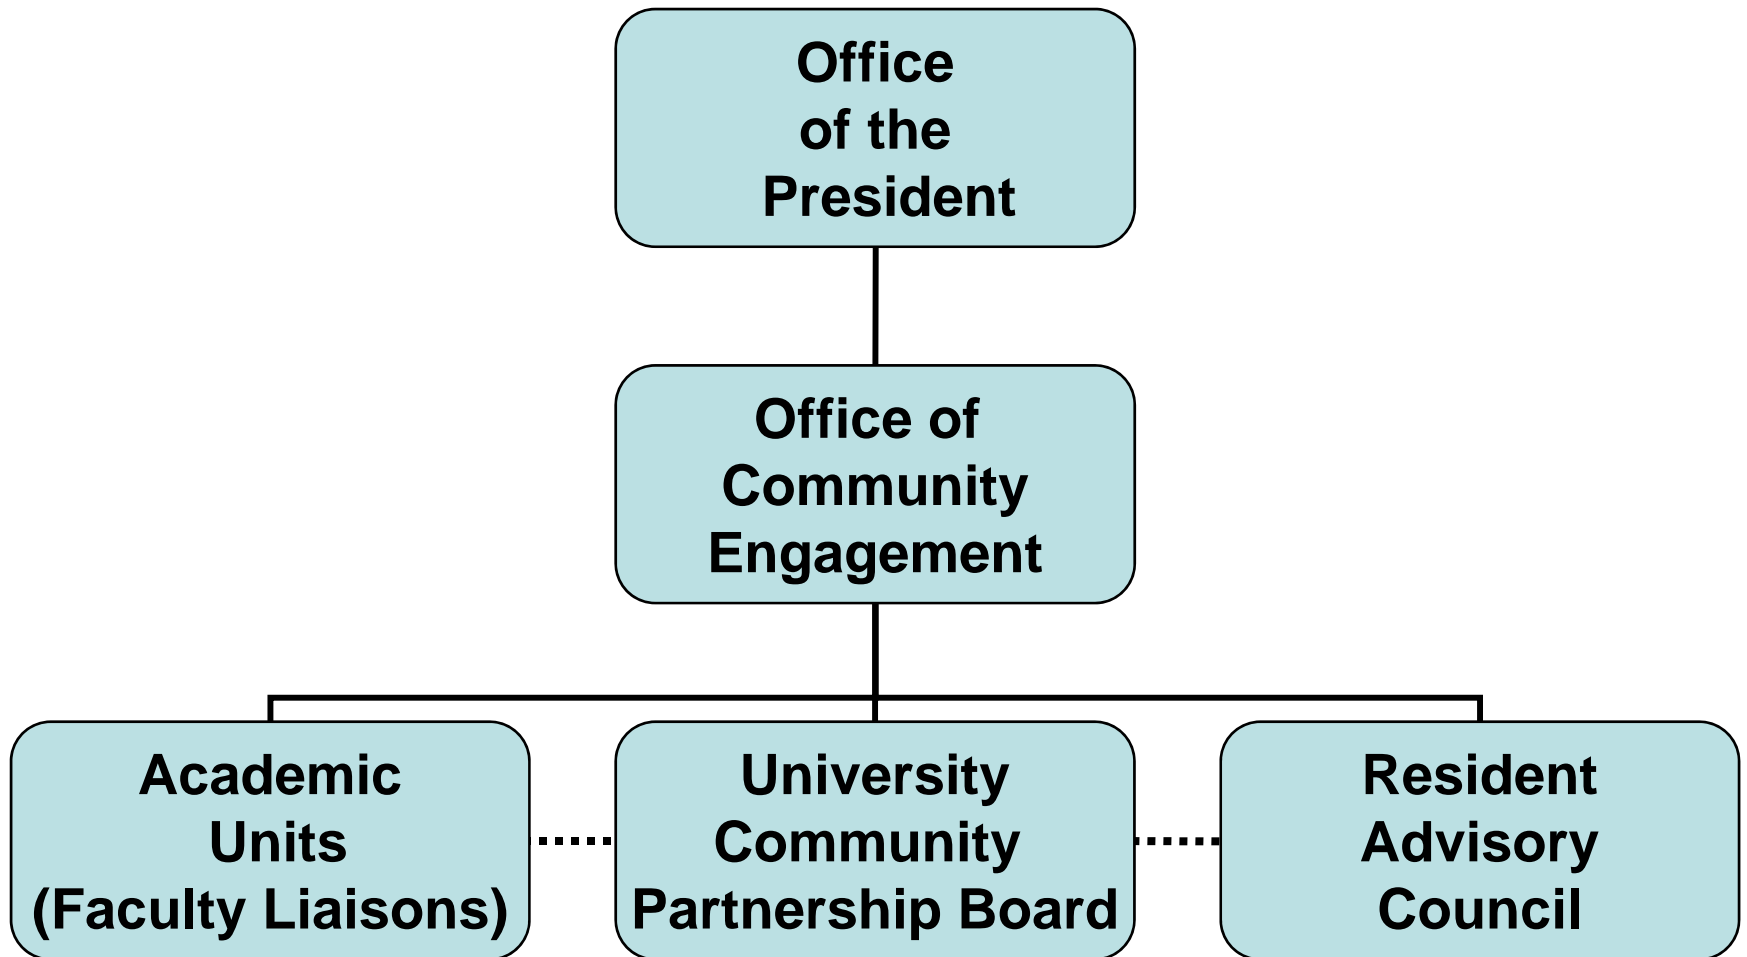 Office
of the
President
Office of
Community
Engagement
Academic
Units
(Faculty Liaisons)
University
Community
Partnership Board
Resident
Advisory
Council